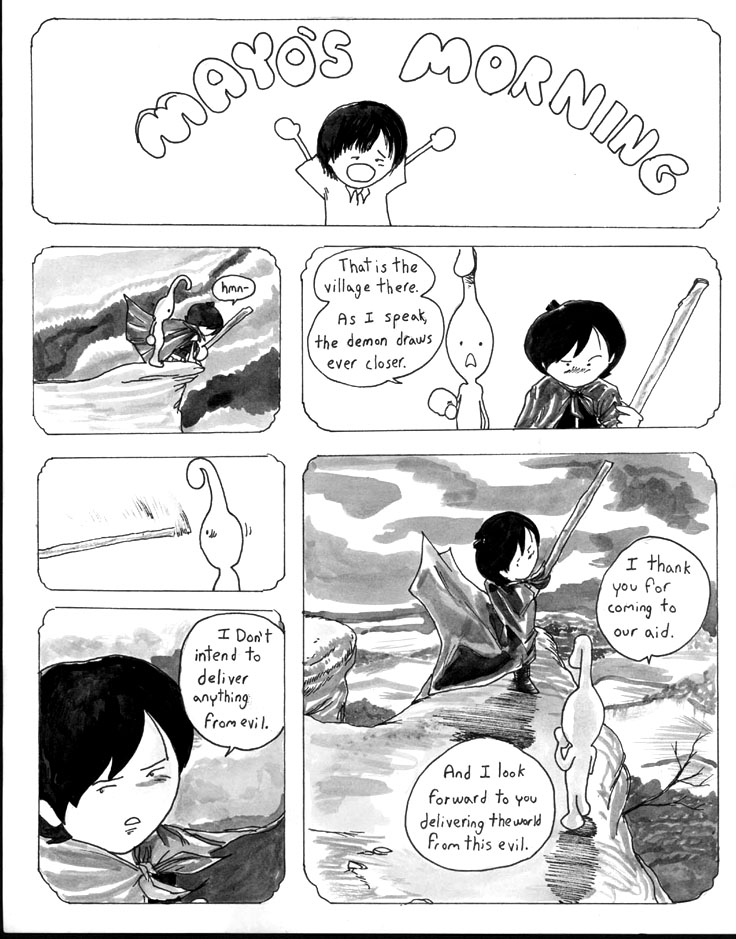 MAYO'S MORNING
hmn-
That is the
village there.
As I speak,
the demon draws
ever closer.
I thank
you for
coming to
our aid.
And I look
forward to you
delivering the world
from this evil.
I Don't
intend to
deliver
anything
from evil.